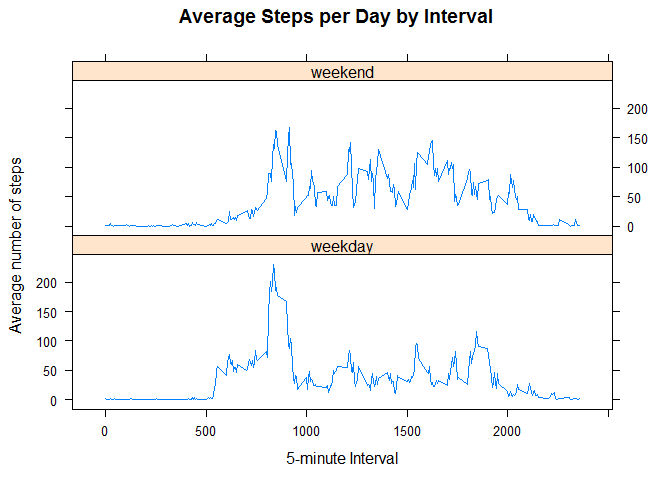 Average Steps per Day by Interval
weekend
200
150
100
50
0
Average number of steps
weekday
200
150
100
50
0
0 500 1000 1500 2000
5-minute Interval